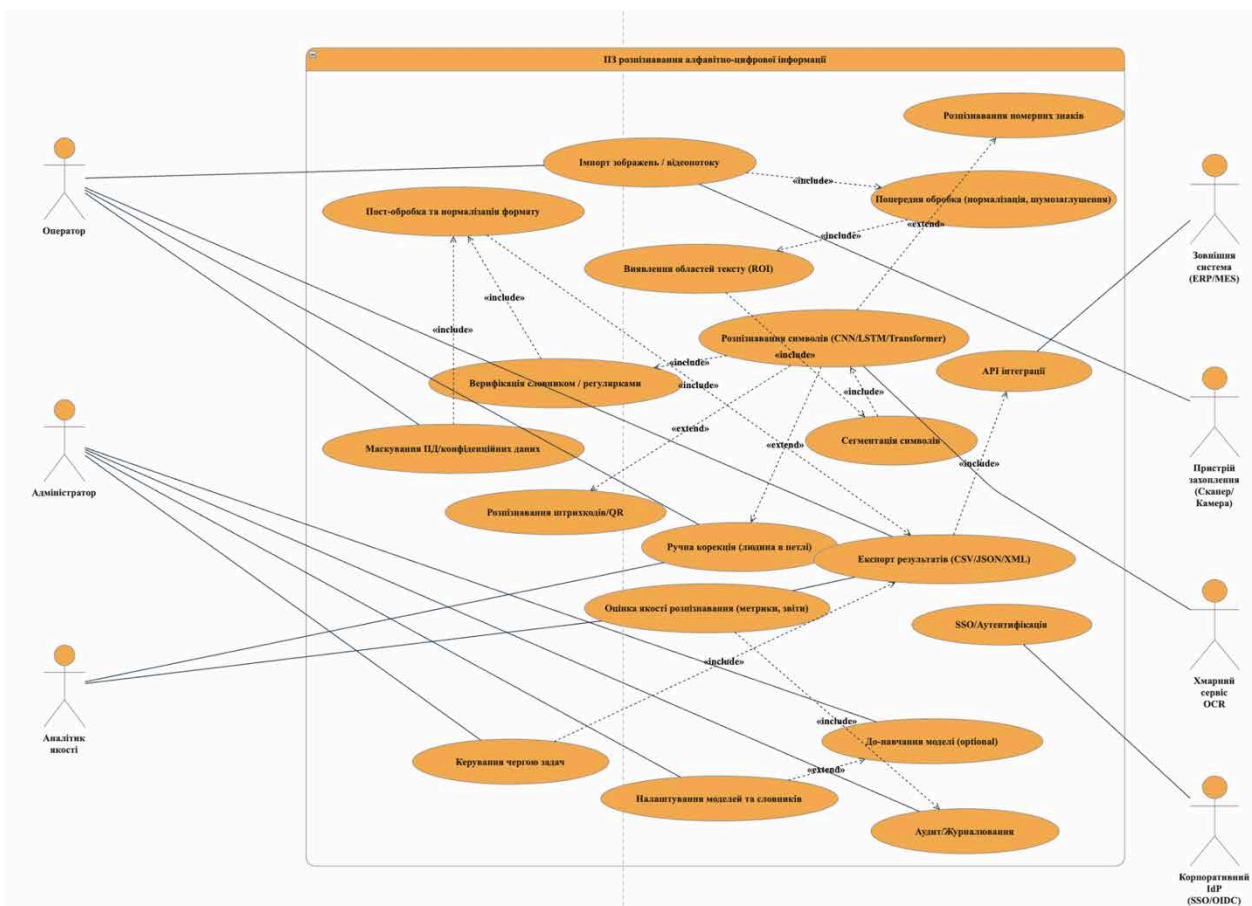 ПЗ розпізнавання алфавітно-цифрової інформації
Розпізнавання номерних знаків
Імпорт зображень / відеопотоку
«include»
Попередня обробка (нормалізація, шумозаглушення)
Оператор
Пост-обробка та нормалізація формату
«extend»
«include»
Зовнішня
система
(ERP/MES)
Виявлення областей тексту (ROI)
«include»
«include»
Розпізнавання символів (CNN/LSTM/Transformer)
«include»
«include»
API інтеграції
Верифікація словником / регулярками
«include»
«include»
Адміністратор
Маскування ПД/конфіденційних даних
«extend»
«extend»
Сегментація символів
«include»
Пристрій
захоплення
(Сканер/
Камера)
Розпізнавання штрихкодів/QR
Ручна корекція (людина в петлі)
Експорт результатів (CSV/JSON/XML)
Оцінка якості розпізнавання (метрики, звіти)
SSO/Аутентифікація
«include»
Хмарний
сервіс
OCR
Аналітик
якості
«include»
До-навчання моделі (optional)
Керування чергою задач
«extend»
Налаштування моделей та словників
Аудит/Журналювання
Корпоративний
IdP
(SSO/OIDC)